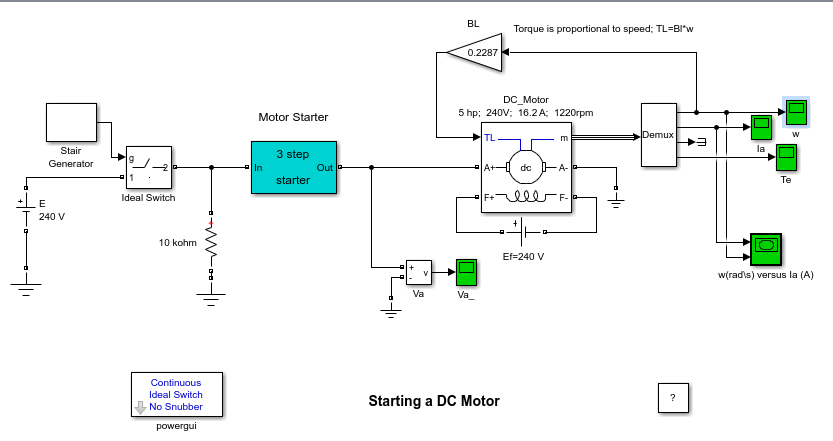 BL
Torque is proportional to speed; TL=Bl*w
0.2287
DC_Motor
5 hp; 240V; 16.2 A; 1220rpm
Motor Starter
Stair
Generator
g
1
2
Ideal Switch
3 step
starter
In
Out
TL
m
A+
dc
A-
F+
F-
Demux
w
Ia
Te
+
E
240 V
10 kohm
+
+
Ef=240 V
+
-
v
Va
Va_
w(rad\s) versus Ia (A)
Continuous
Ideal Switch
No Snubber
powergui
Starting a DC Motor
?